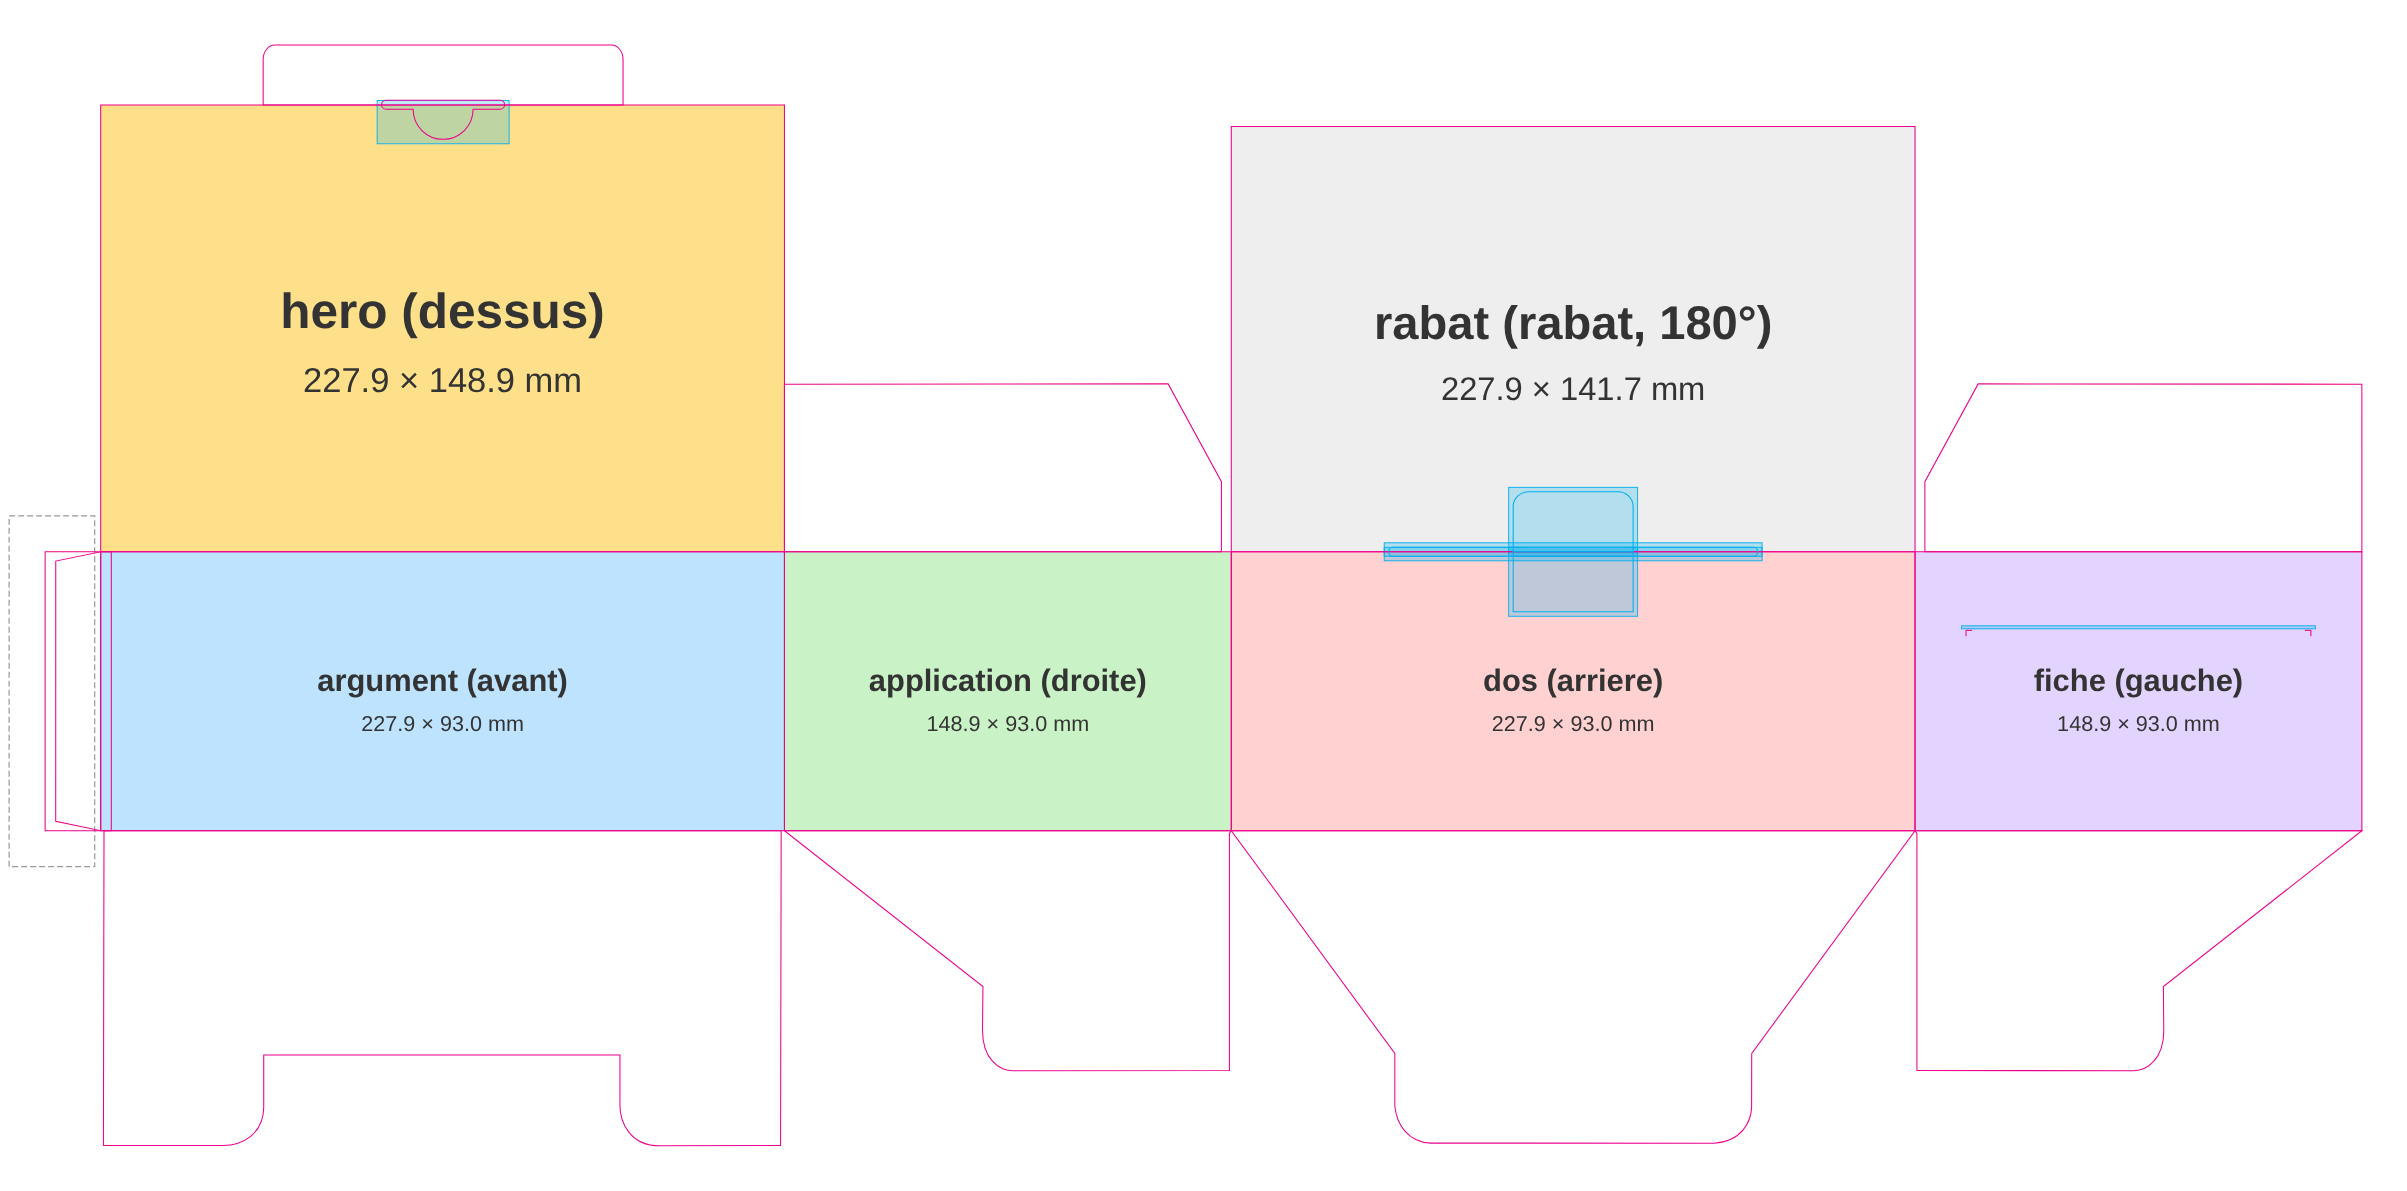 hero (dessus)
227.9 × 148.9 mm
rabat (rabat, 180°)
227.9 × 141.7 mm
argument (avant)
227.9 × 93.0 mm
application (droite)
148.9 × 93.0 mm
dos (arriere)
227.9 × 93.0 mm
fiche (gauche)
148.9 × 93.0 mm